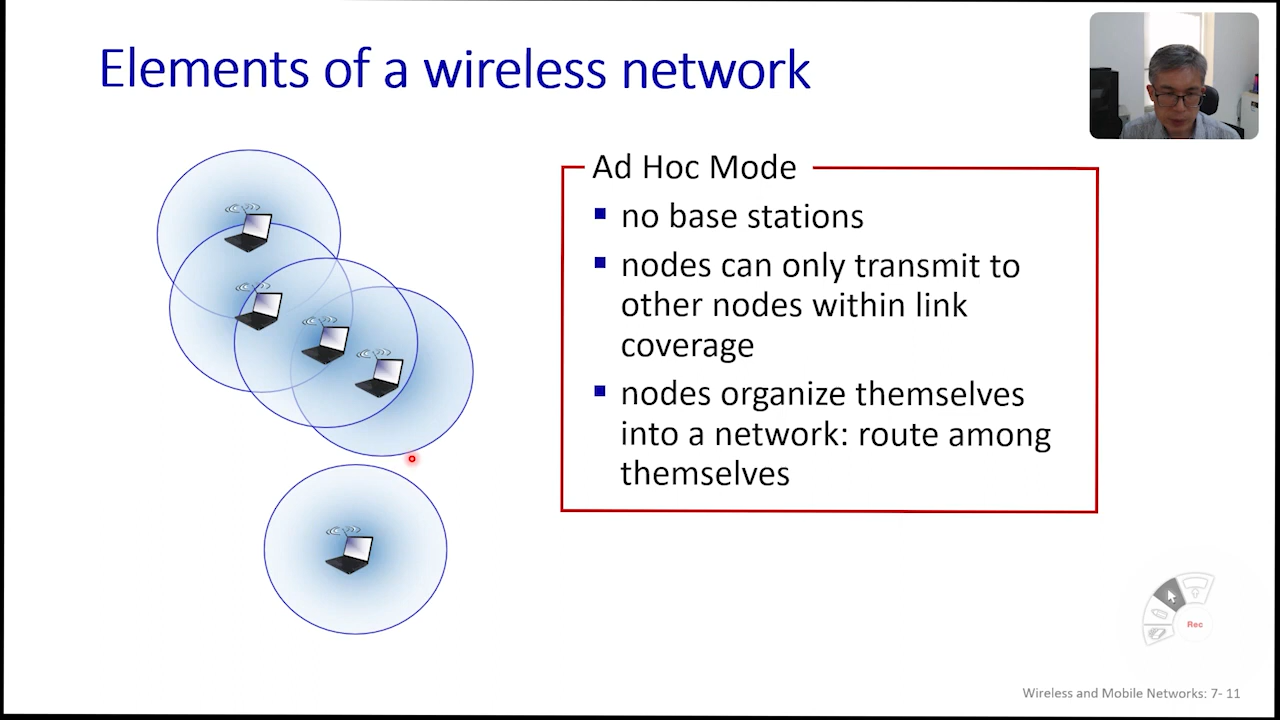 Elements of a wireless network
Ad Hoc Mode
no base stations
nodes can only transmit to
other nodes within link
coverage
nodes organize themselves
into a network: route among
themselves
Rec
Wireless and Mobile Networks: 7- 11